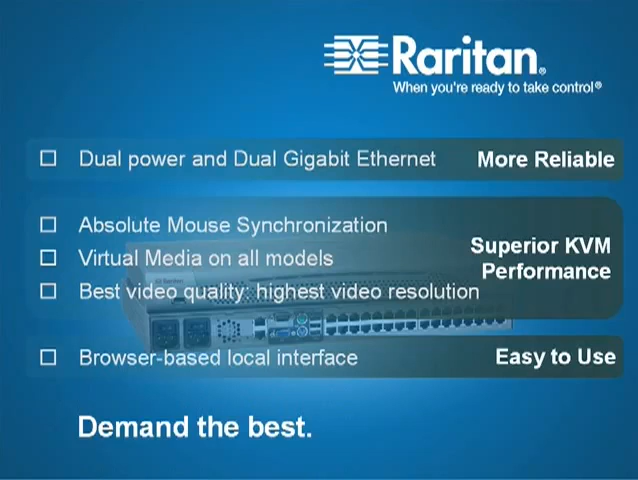 Raritan.®
When you're ready to take control®
Dual power and Dual Gigabit Ethernet More Reliable
Absolute Mouse Synchronization
Virtual Media on all models
Superior KVM Performance
Best video quality: highest video resolution
Browser-based local interface Easy to Use
Demand the best.